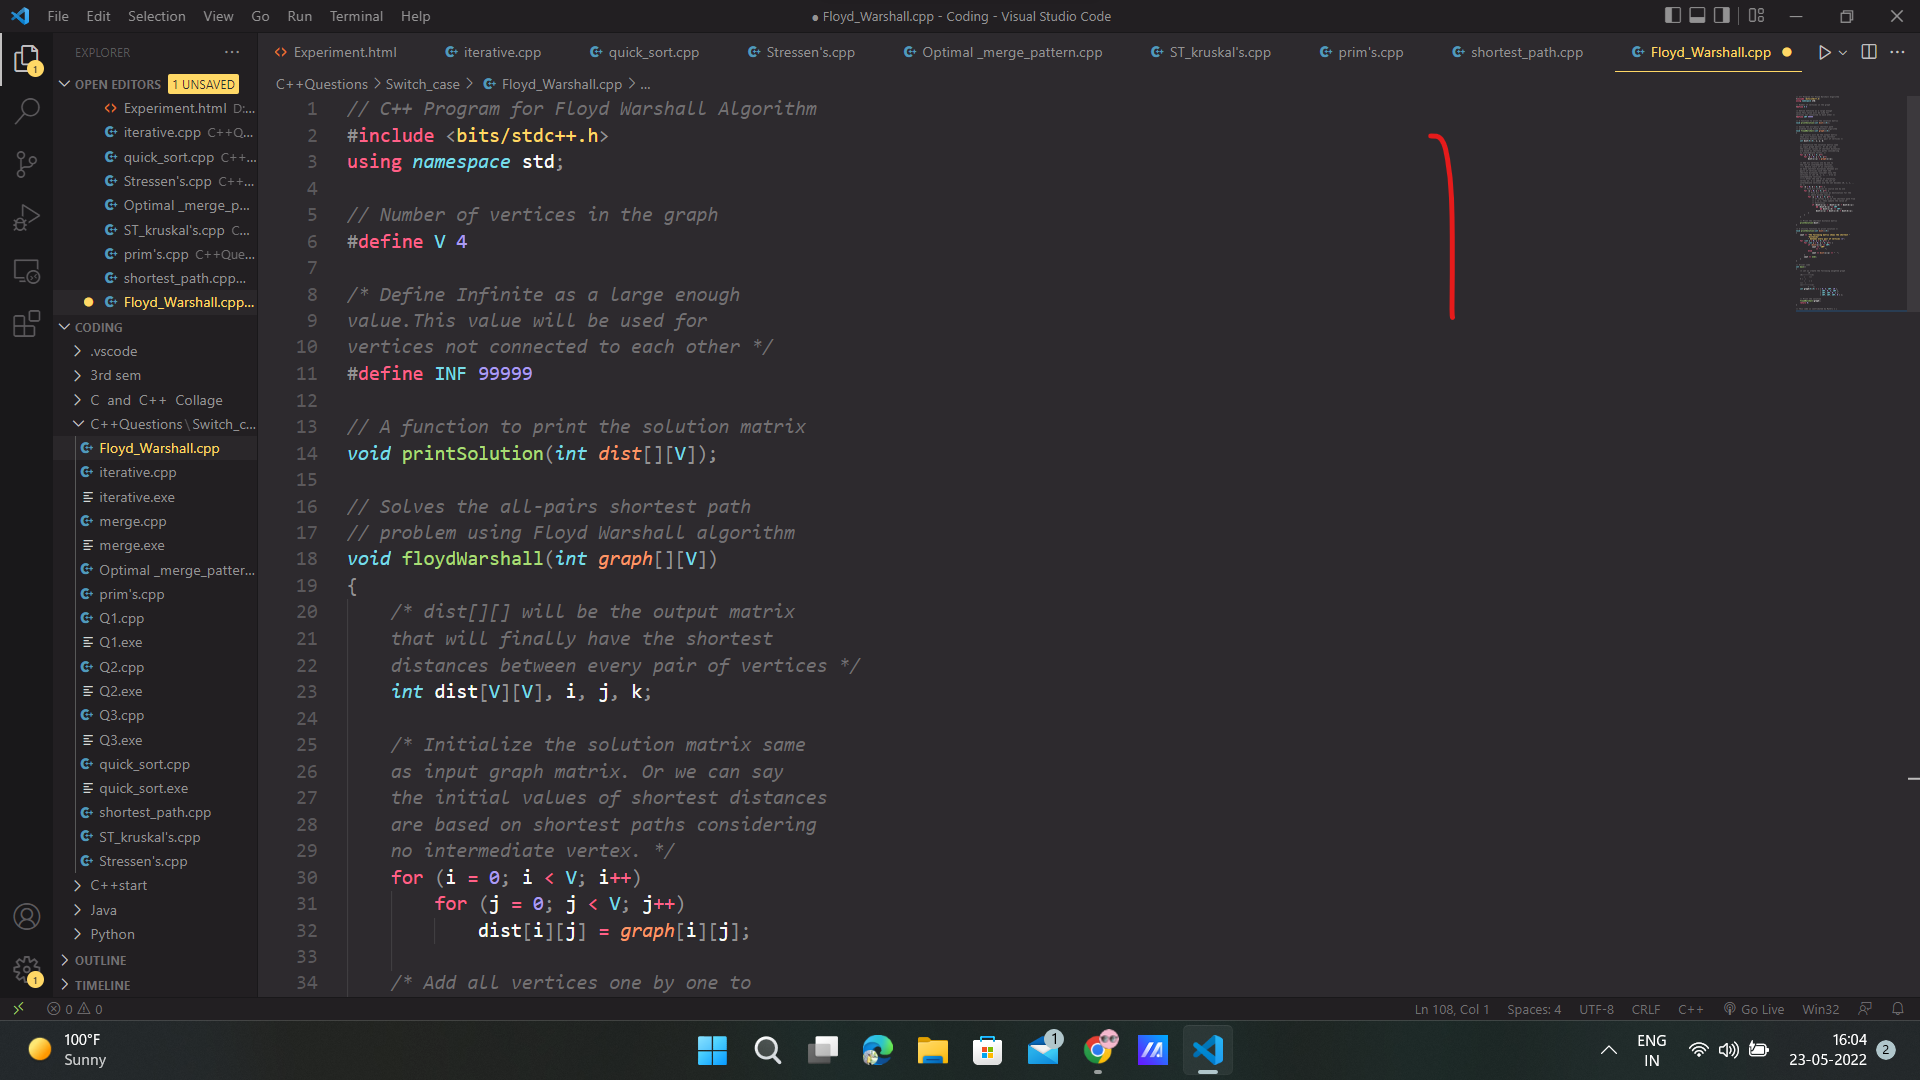 File Edit Selection View Go Run Terminal Help
● Floyd_Warshall.cpp - Coding - Visual Studio Code
EXPLORER
Experiment.html iterative.cpp quick_sort.cpp Stressen's.cpp Optimal _merge_pattern.cpp ST_kruskal's.cpp prim's.cpp shortest_path.cpp Floyd_Warshall.cpp
OPEN EDITORS 1 UNSAVED
Experiment.html D:...
iterative.cpp C++Q...
quick_sort.cpp C++...
Stressen's.cpp C++...
Optimal _merge_p...
ST_kruskal's.cpp C...
prim's.cpp C++Que...
shortest_path.cpp...
Floyd_Warshall.cpp...
CODING
.vscode
3rd sem
C and C++ Collage
C++Questions\Switch_c...
Floyd_Warshall.cpp
iterative.cpp
iterative.exe
merge.cpp
merge.exe
Optimal _merge_patter...
prim's.cpp
Q1.cpp
Q1.exe
Q2.cpp
Q2.exe
Q3.cpp
Q3.exe
quick_sort.cpp
quick_sort.exe
shortest_path.cpp
ST_kruskal's.cpp
Stressen's.cpp
C++start
Java
Python
OUTLINE
TIMELINE
C++Questions > Switch_case > Floyd_Warshall.cpp > ...
1 // C++ Program for Floyd Warshall Algorithm
2 #include <bits/stdc++.h>
3 using namespace std;
4
5 // Number of vertices in the graph
6 #define V 4
7
8 /* Define Infinite as a large enough
9 value.This value will be used for
10 vertices not connected to each other */
11 #define INF 99999
12
13 // A function to print the solution matrix
14 void printSolution(int dist[][V]);
15
16 // Solves the all-pairs shortest path
17 // problem using Floyd Warshall algorithm
18 void floydWarshall(int graph[][V])
19 {
20 /* dist[][] will be the output matrix
21 that will finally have the shortest
22 distances between every pair of vertices */
23 int dist[V][V], i, j, k;
24
25 /* Initialize the solution matrix same
26 as input graph matrix. Or we can say
27 the initial values of shortest distances
28 are based on shortest paths considering
29 no intermediate vertex. */
30 for (i = 0; i < V; i++)
31 for (j = 0; j < V; j++)
32 dist[i][j] = graph[i][j];
33
34 /* Add all vertices one by one to
0 0 Ln 108, Col 1 Spaces: 4 UTF-8 CRLF C++ Go Live Win32
100°F
Sunny
1
ENG
IN
16:04
23-05-2022
2